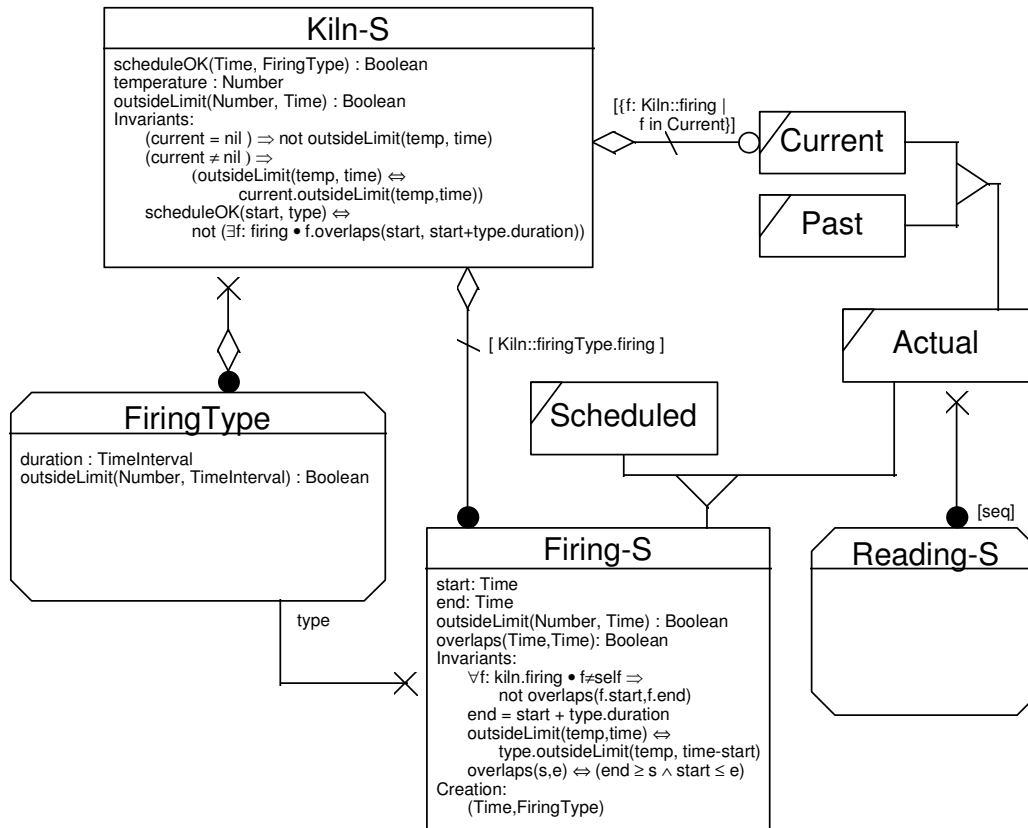 Kiln-S
scheduleOK(Time, FiringType) : Boolean
temperature : Number
outsideLimit(Number, Time) : Boolean
Invariants:
(current = nil ) ⇒ not outsideLimit(temp, time)
(current ≠ nil ) ⇒
(outsideLimit(temp, time) ⇔
current.outsideLimit(temp,time))
scheduleOK(start, type) ⇔
not (∃f: firing • f.overlaps(start, start+type.duration))
[{f: Kiln::firing |
f in Current}]
Current
Past
Actual
[ Kiln::firingType.firing ]
Scheduled
FiringType
duration : TimeInterval
outsideLimit(Number, TimeInterval) : Boolean
type
[seq]
Firing-S
start: Time
end: Time
outsideLimit(Number, Time) : Boolean
overlaps(Time,Time): Boolean
Invariants:
∀f: kiln.firing • f≠self ⇒
not overlaps(f.start,f.end)
end = start + type.duration
outsideLimit(temp,time) ⇔
type.outsideLimit(temp, time-start)
overlaps(s,e) ⇔ (end ≥ s ∧ start ≤ e)
Creation:
(Time,FiringType)
Reading-S